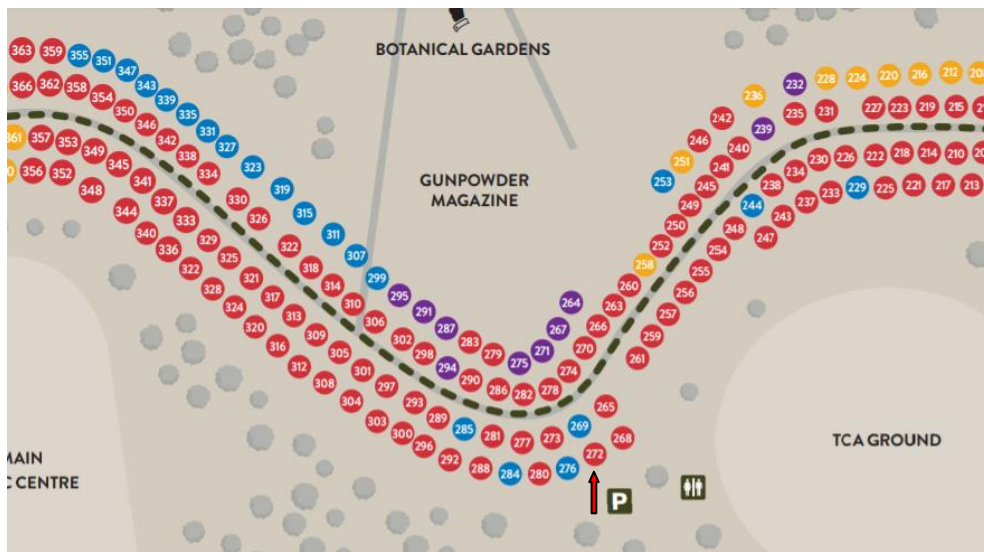 BOTANICAL GARDENS
363 359 355 351 347 343 339 335 331 327 323 319 315 311 307 299 295 291 287 283 279 275 271 267 264
366 362 358 354 350 346 342 338 334 330 326 322 318 314 310 306 302 298 294 290 286 282 278 274 270 266 263 260 258 252 250 249 245 241 240 239 235 231 227 223 219 215
253 251 246 242 236 232 228 224 220 216 212 208
GUNPOWDER
MAGAZINE
361 357 353 349 345 341 337 333 329 325 321 317 313 309 305 301 297 293 289 285 281 277 273 269 265
356 352 348 344 340 336 322 328 324 320 316 312 308 304 303 300 296 292 288 284 280 276 272 268
261 259 257 256 255 254 248 244 238 234 230 226 222 218 214 210
247 243 237 233 229 225 221 217 213
TCA GROUND
MAIN
C CENTRE
P